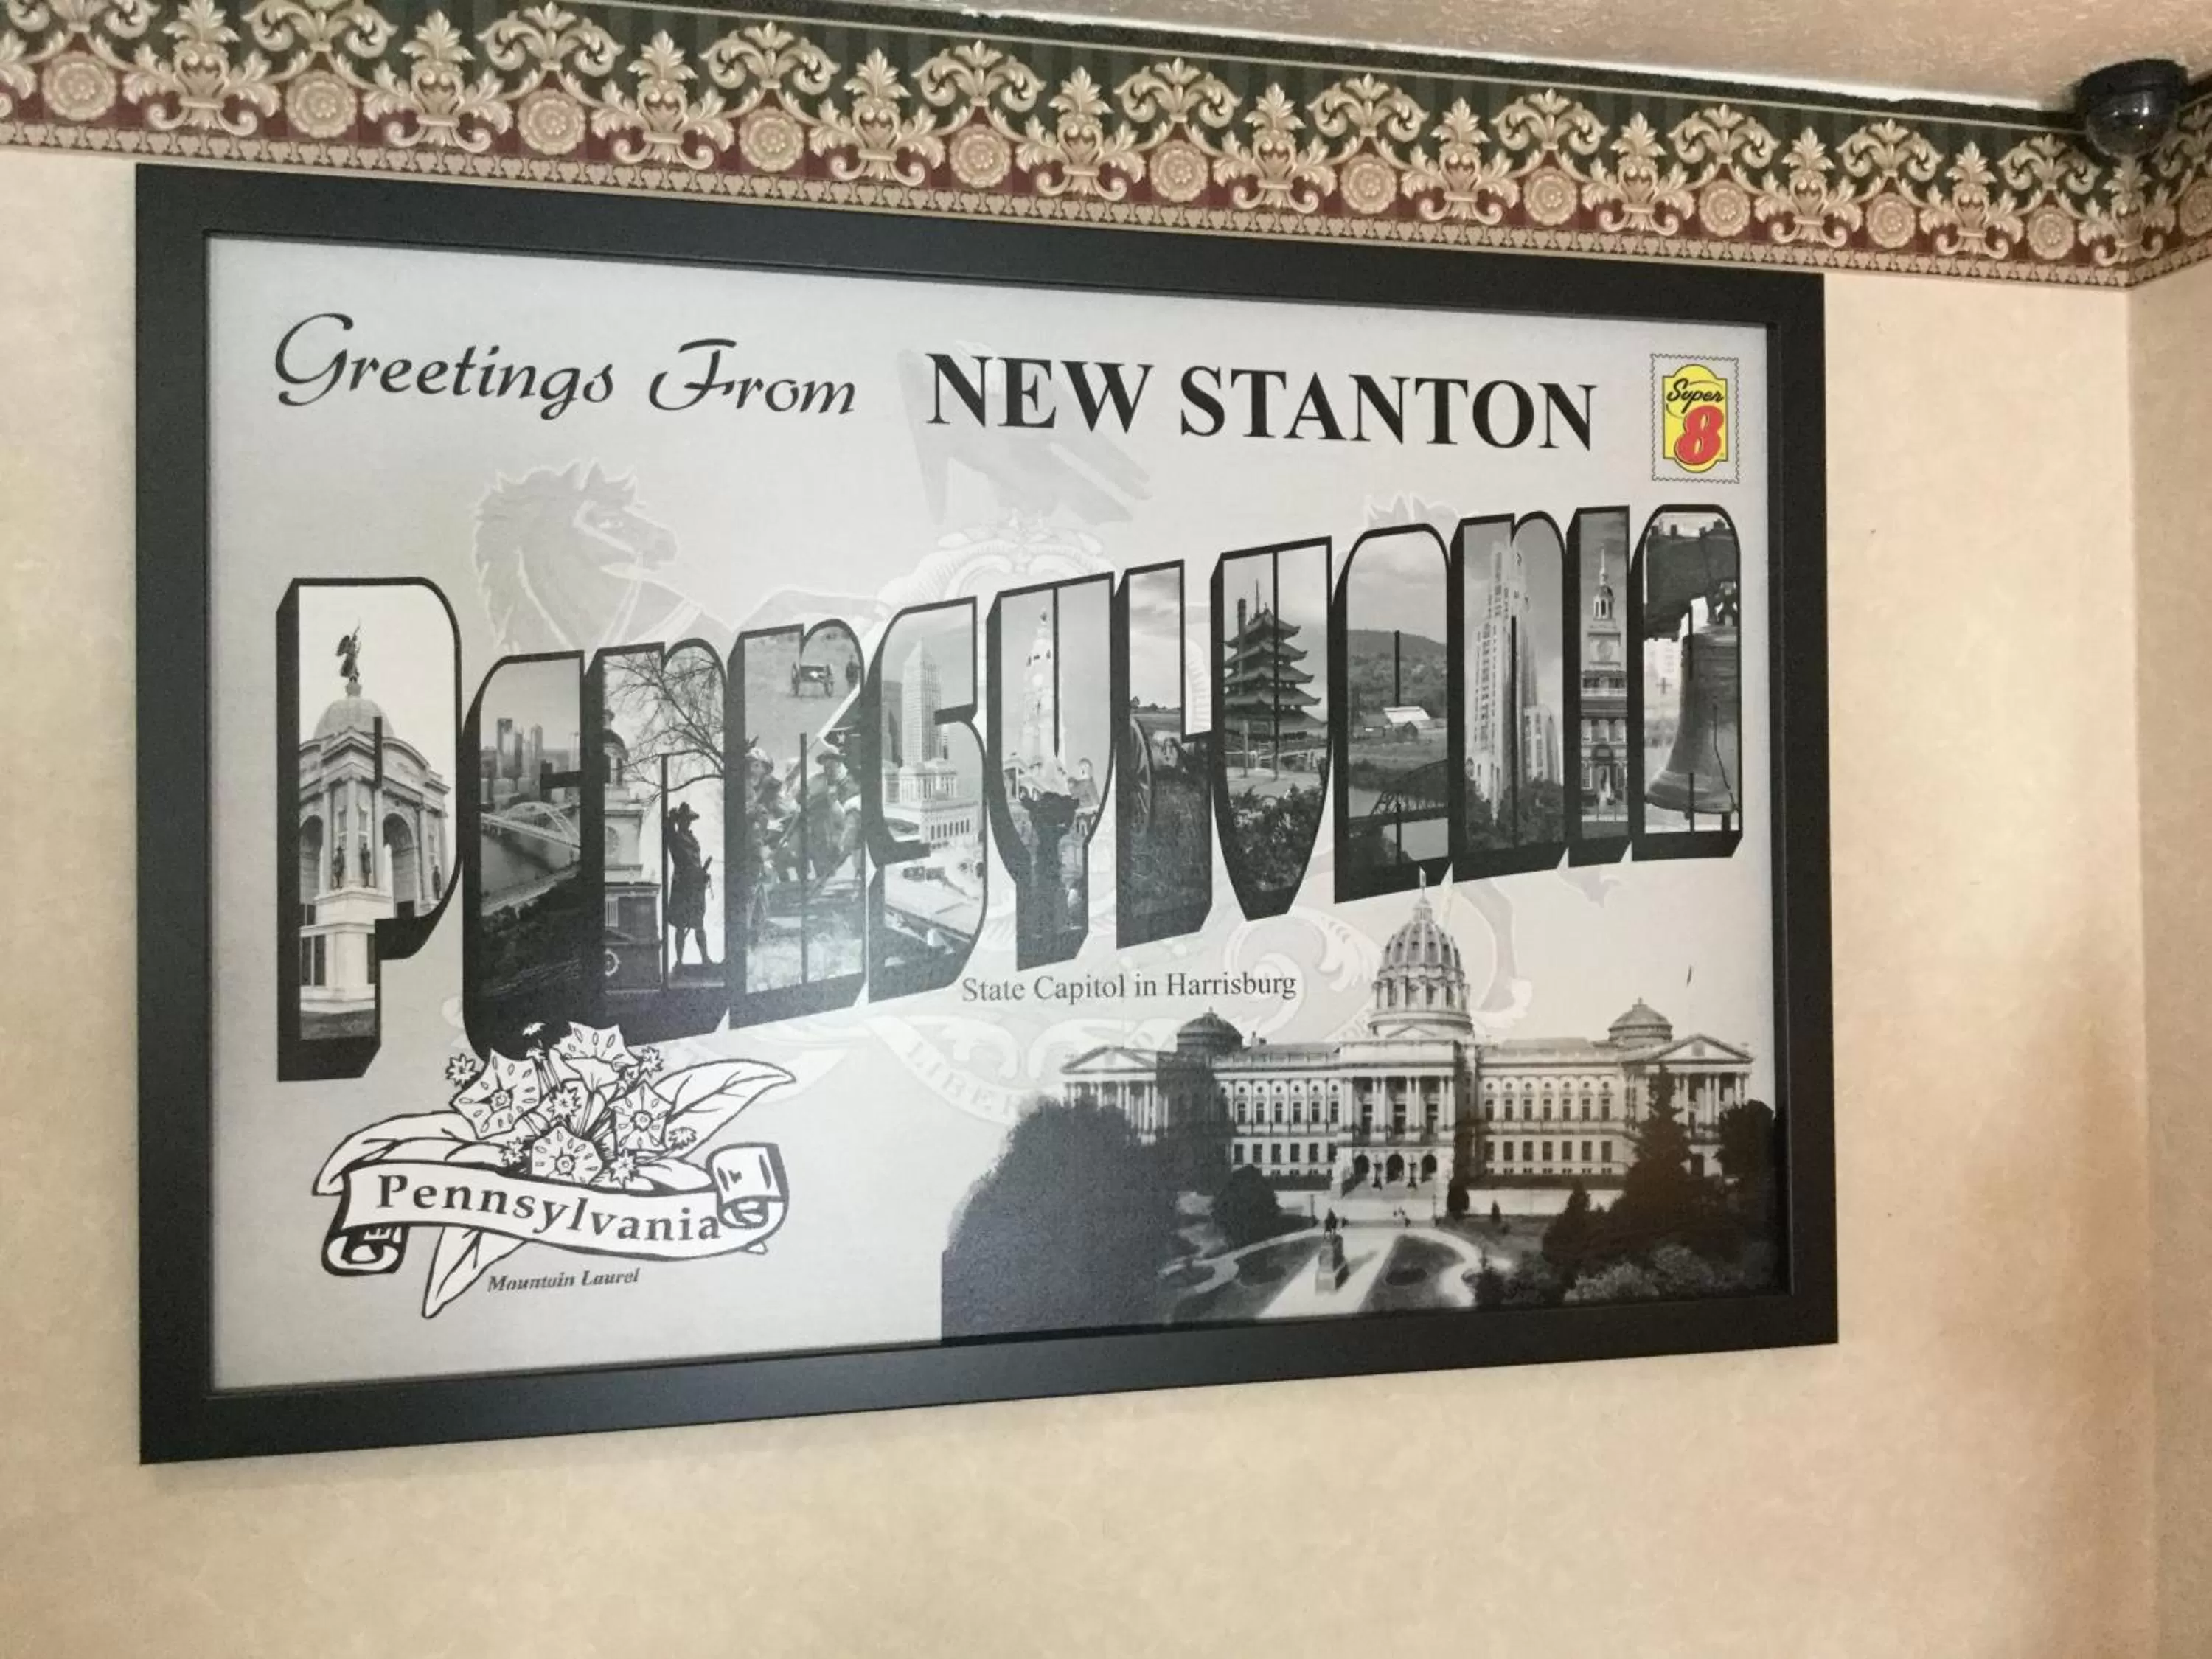 Greetings From NEW STANTON
Super
8
Pennsylvania
State Capitol in Harrisburg
Pennsylvania
Mountain Laurel